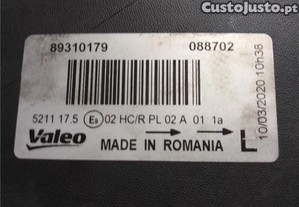 CustoJusto.pt
89310179 088702
5211 17.5 E9 02 HC/R PL 02 A 01 1a
Valeo MADE IN ROMANIA L
10/03/2020 10h38